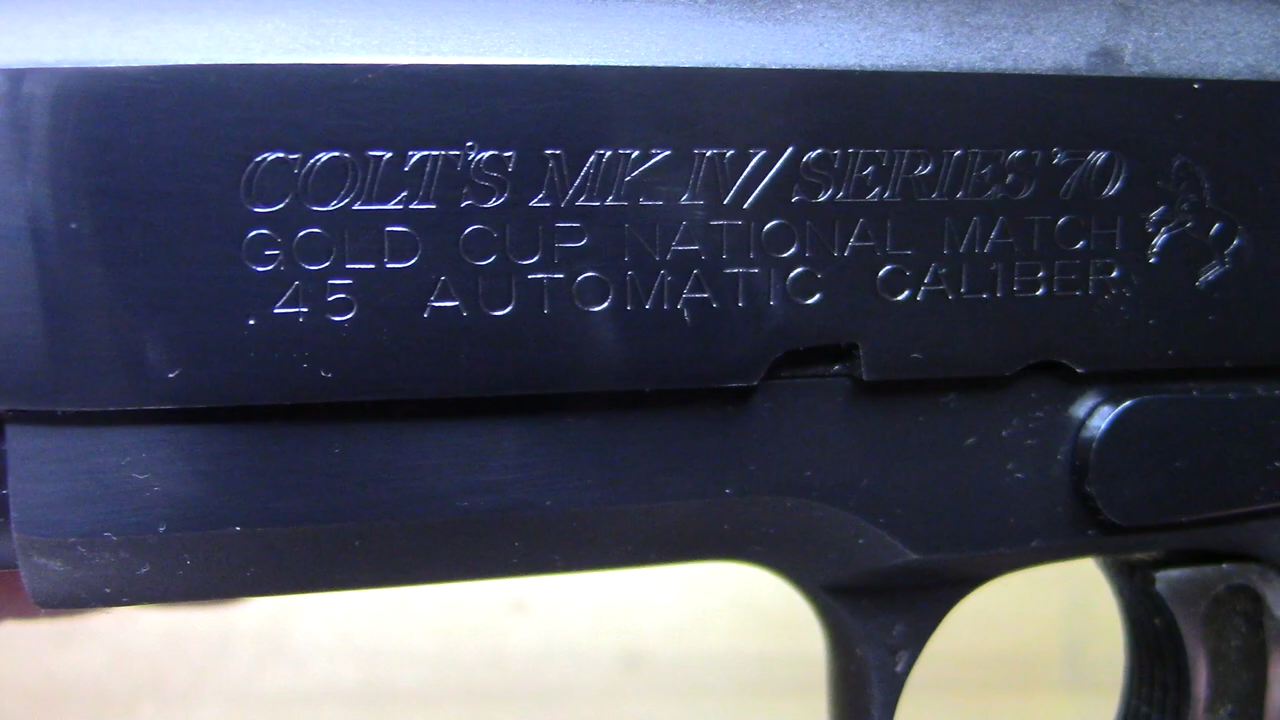 COLT'S MK IV/SERIES '70
GOLD CUP NATIONAL MATCH
.45 AUTOMATIC CALIBER